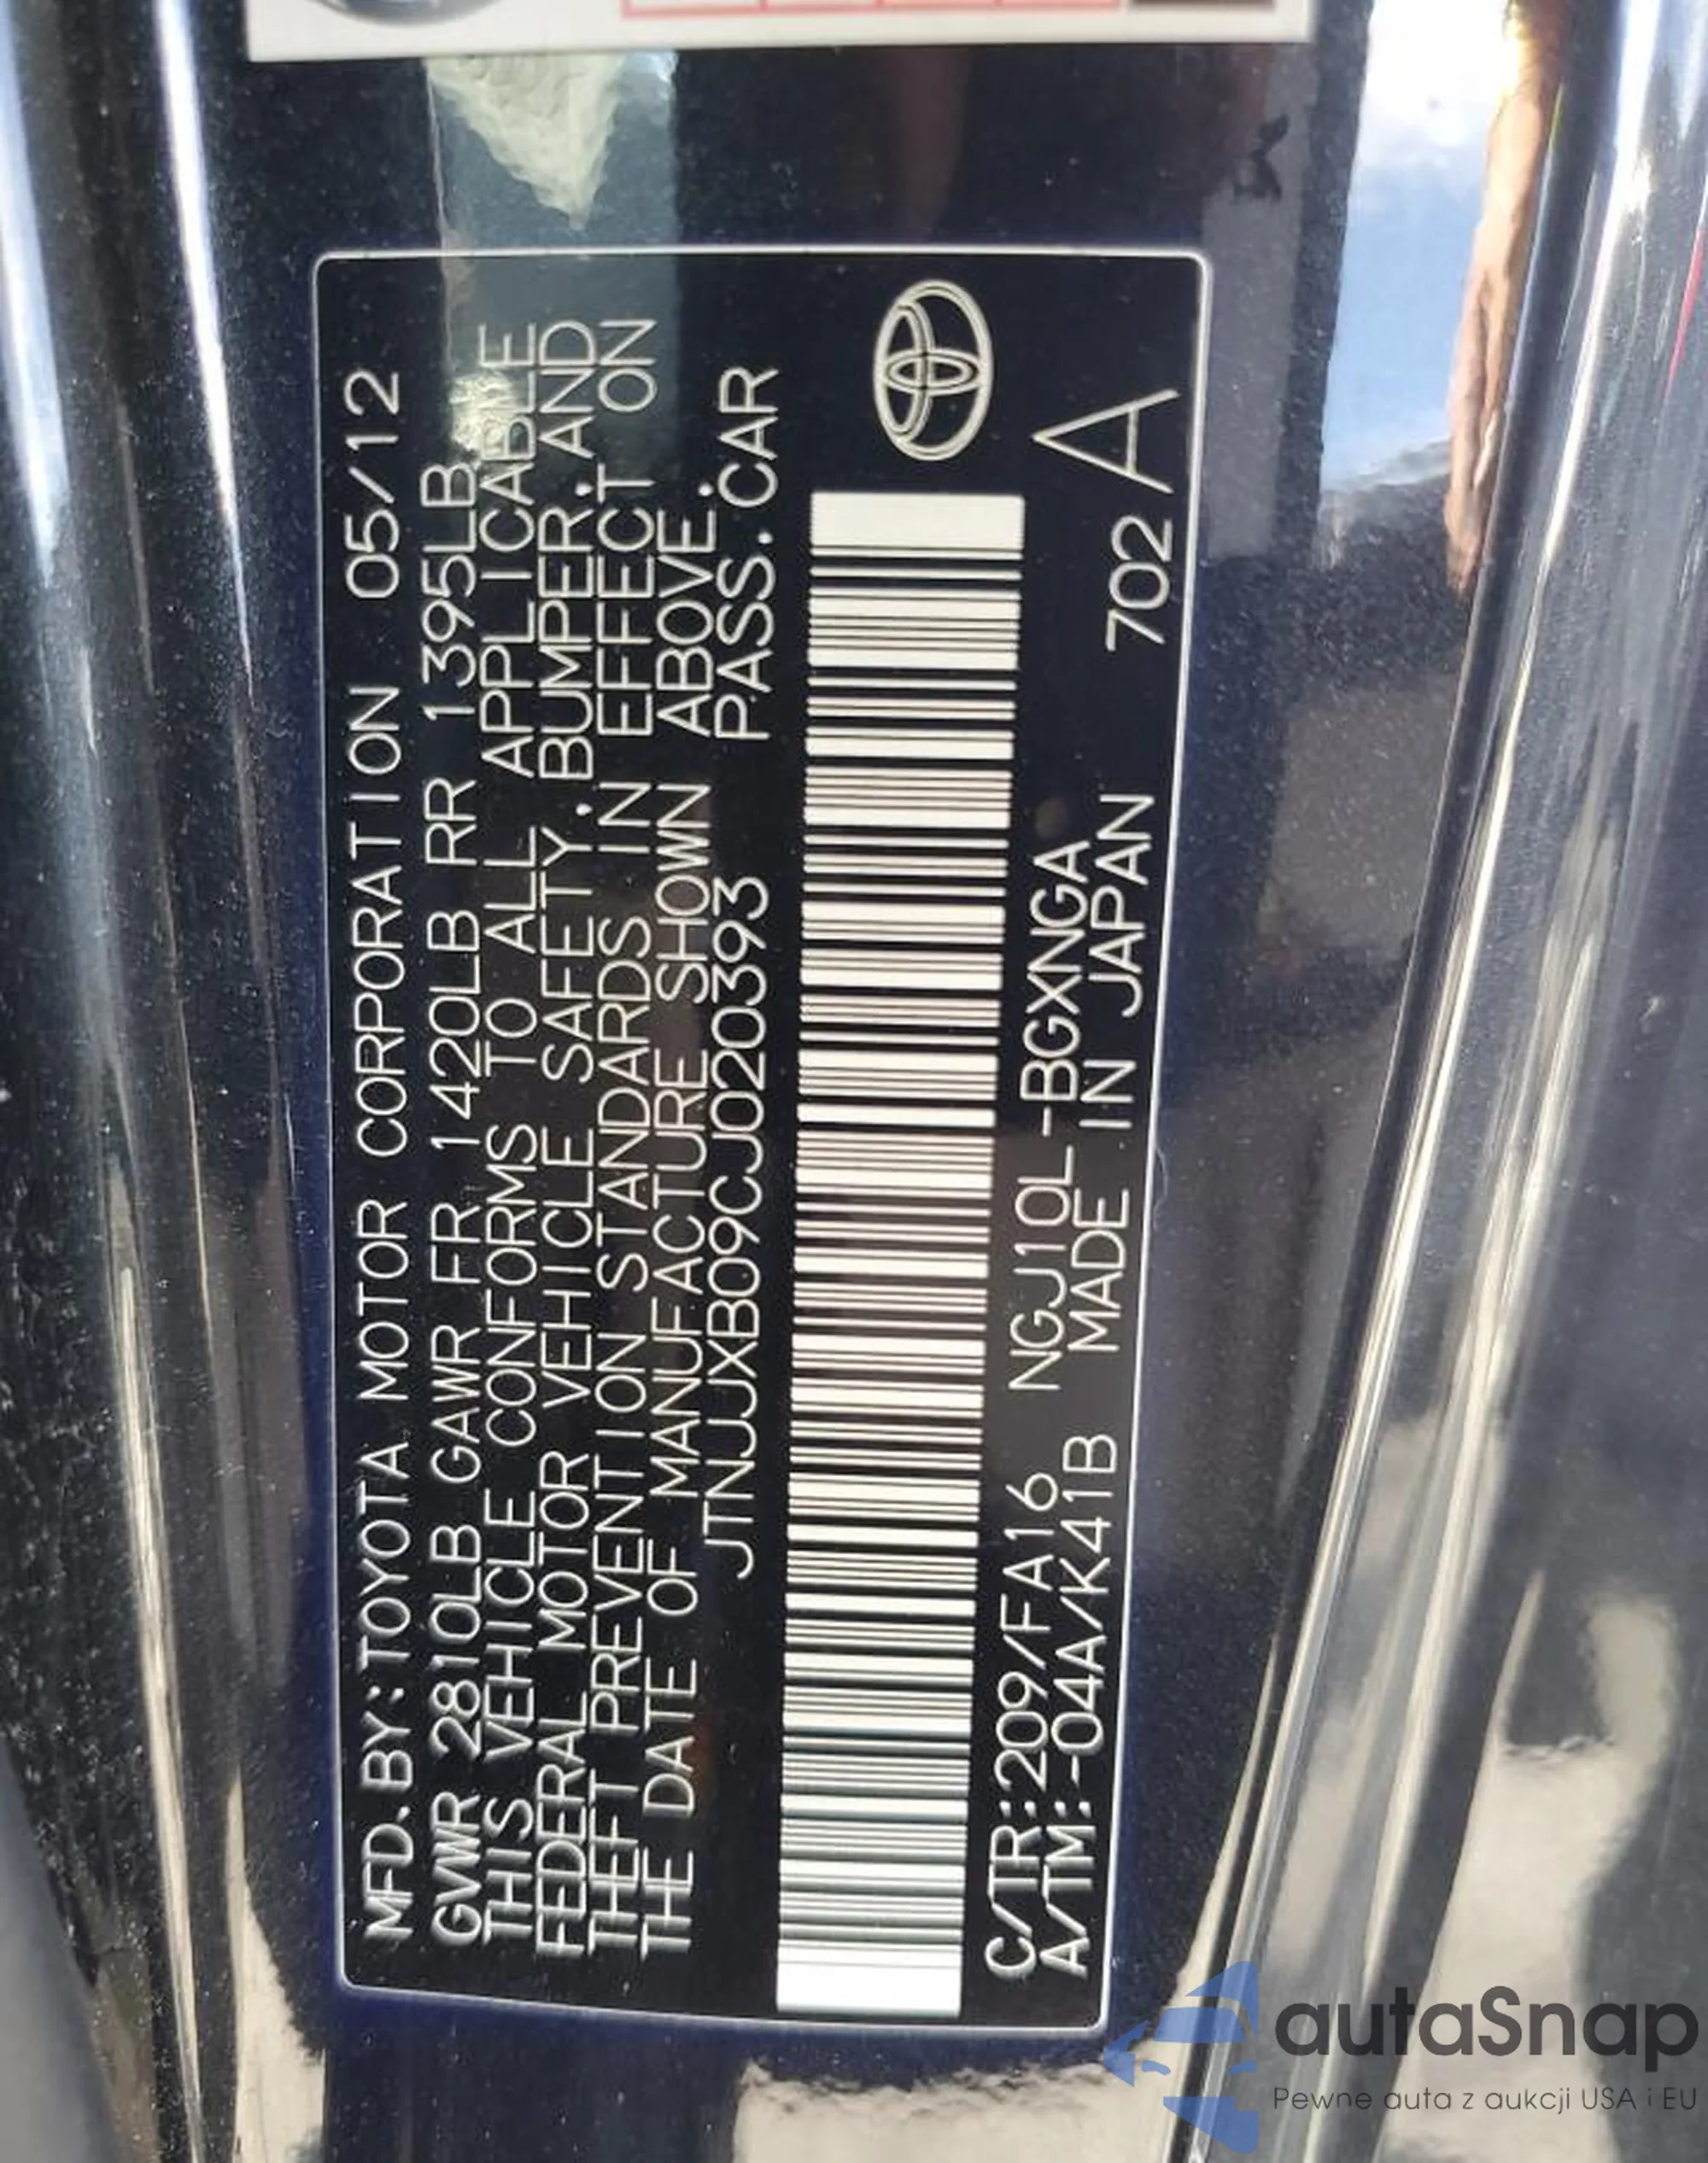 MFD.BY:TOYOTA MOTOR CORPORATION 05/12
GVWR 2810LB GAWR FR 1420LB RR 1395LB
THIS VEHICLE CONFORMS TO ALL APPLICABLE
FEDERAL MOTOR VEHICLE SAFETY, BUMPER, AND
THEFT PREVENTION STANDARDS IN EFFECT ON
THE DATE OF MANUFACTURE SHOWN ABOVE.
JTNJJXB09CJ020393 PASS.CAR
C/TR:209/FA16 NGJ10L-BGXNGA
A/TM:-04A/K41B MADE IN JAPAN 702 A
autaSnap
Pewne auta z aukcji USA i EU